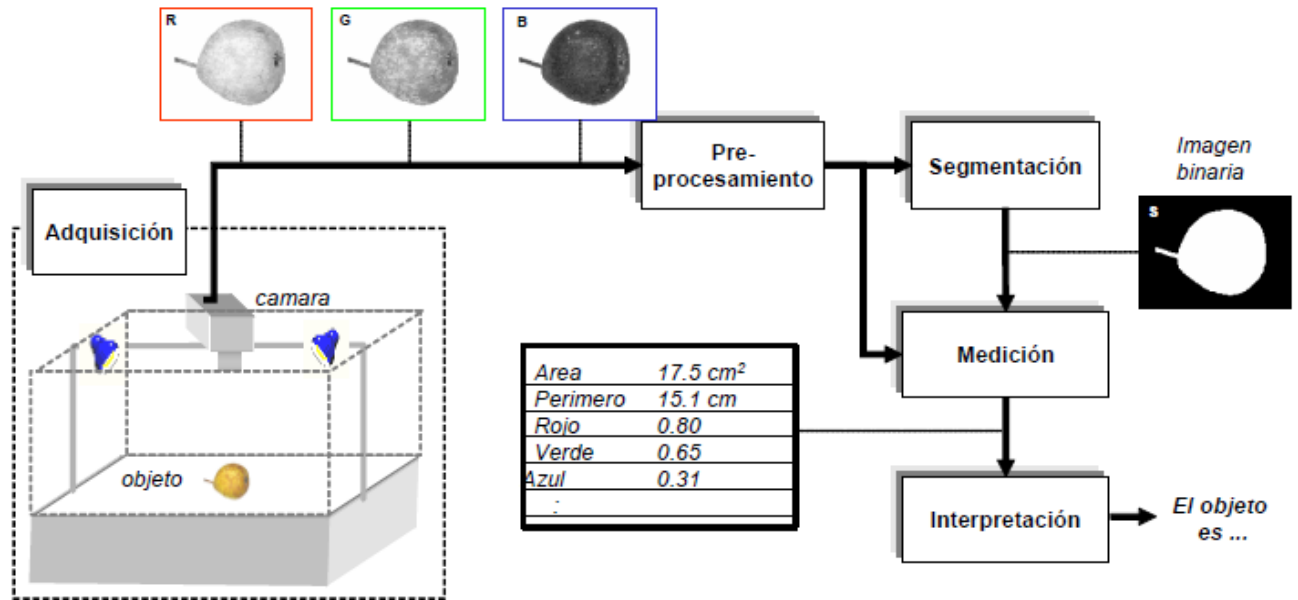 R
G
B
Pre-
procesamiento
Segmentación
Imagen
binaria
S
Adquisición
camara
objeto
Medición
Area 17.5 cm²
Perimero 15.1 cm
Rojo 0.80
Verde 0.65
Azul 0.31
:
Interpretación
El objeto
es ...